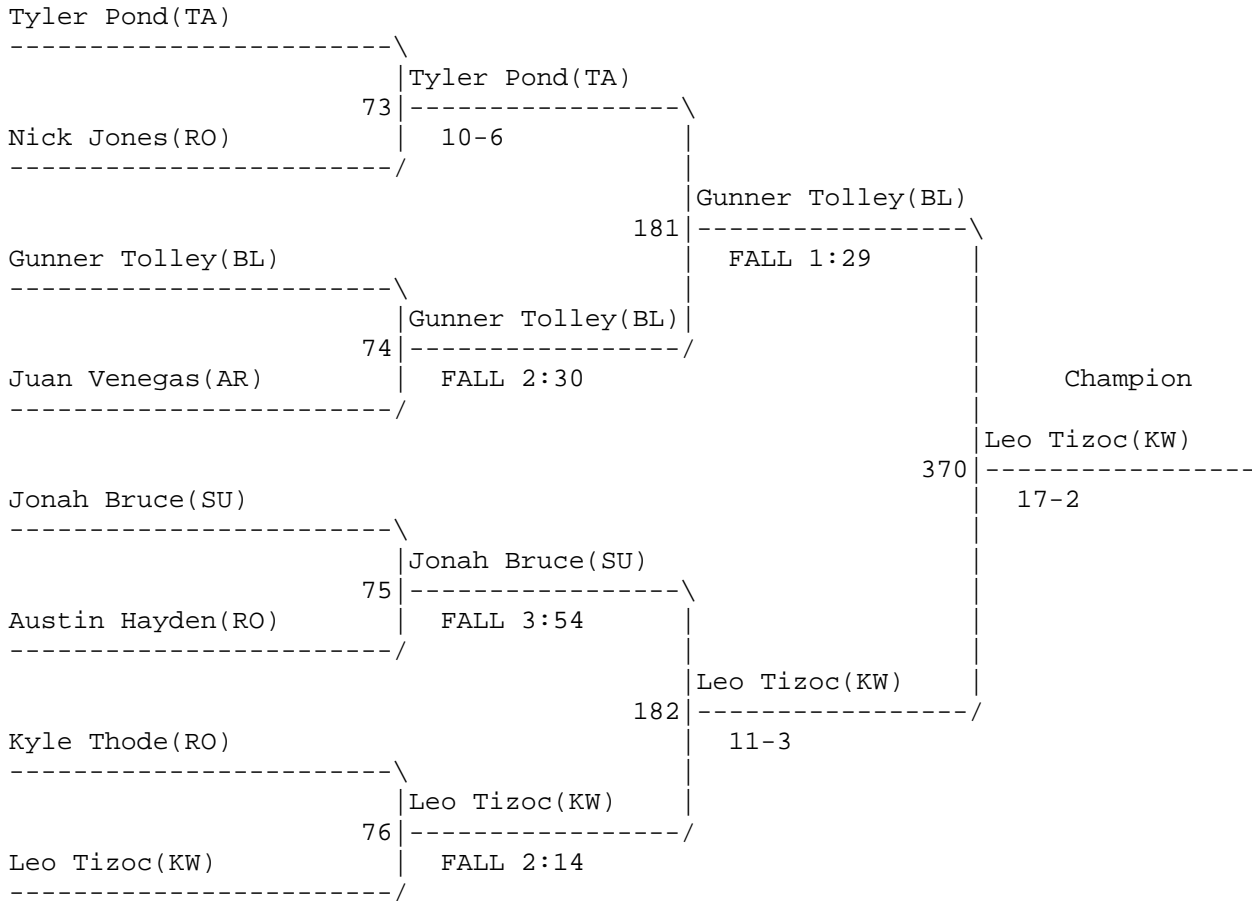 Tyler Pond(TA)
Tyler Pond(TA)
73
Nick Jones(RO) 10-6
Gunner Tolley(BL)
181
Gunner Tolley(BL) FALL 1:29
Gunner Tolley(BL)
74
Juan Venegas(AR) FALL 2:30 Champion
Leo Tizoc(KW)
370
Jonah Bruce(SU) 17-2
Jonah Bruce(SU)
75
Austin Hayden(RO) FALL 3:54
Leo Tizoc(KW)
182
Kyle Thode(RO) 11-3
Leo Tizoc(KW)
76
Leo Tizoc(KW) FALL 2:14